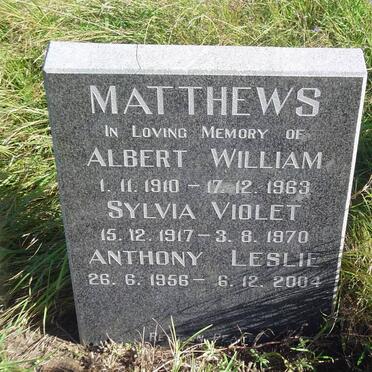 MATTHEWS
IN LOVING MEMORY OF
ALBERT WILLIAM
1. 11. 1910 - 17. 12. 1963
SYLVIA VIOLET
15. 12. 1917 - 3. 8. 1970
ANTHONY LESLIE
26. 6. 1956 - 6. 12. 2004